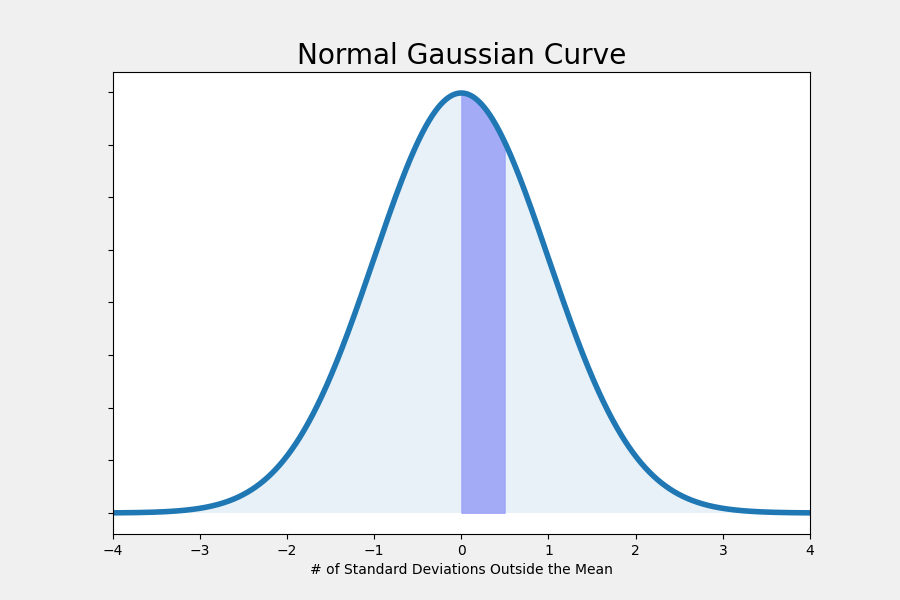 Normal Gaussian Curve
−4 −3 −2 −1 0 1 2 3 4
# of Standard Deviations Outside the Mean